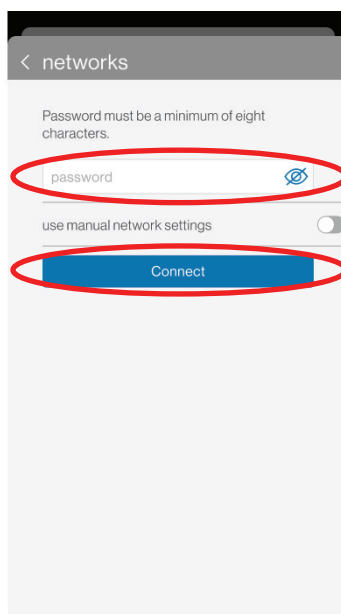 networks
Password must be a minimum of eight
characters.
password
use manual network settings
Connect